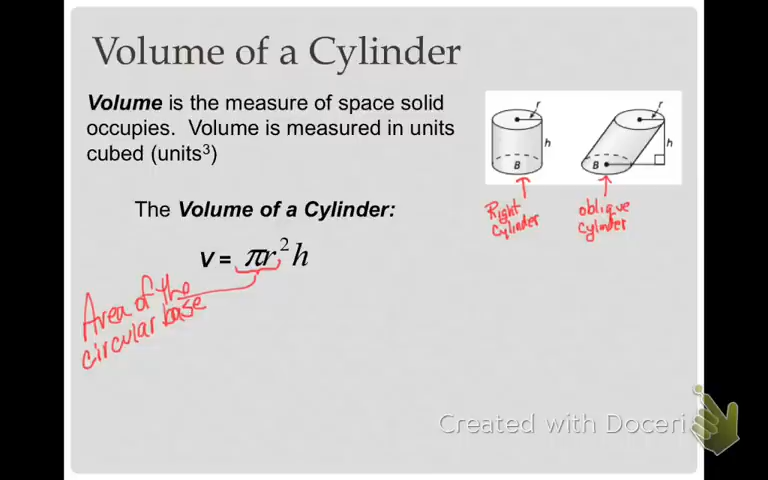 Volume of a Cylinder
Volume is the measure of space solid
occupies. Volume is measured in units
cubed (units³)
r
h
B
r
h
B
Right
Cylinder
oblique
Cylinder
The Volume of a Cylinder:
V = πr²h
Area of the
circular base
Created with Doceri